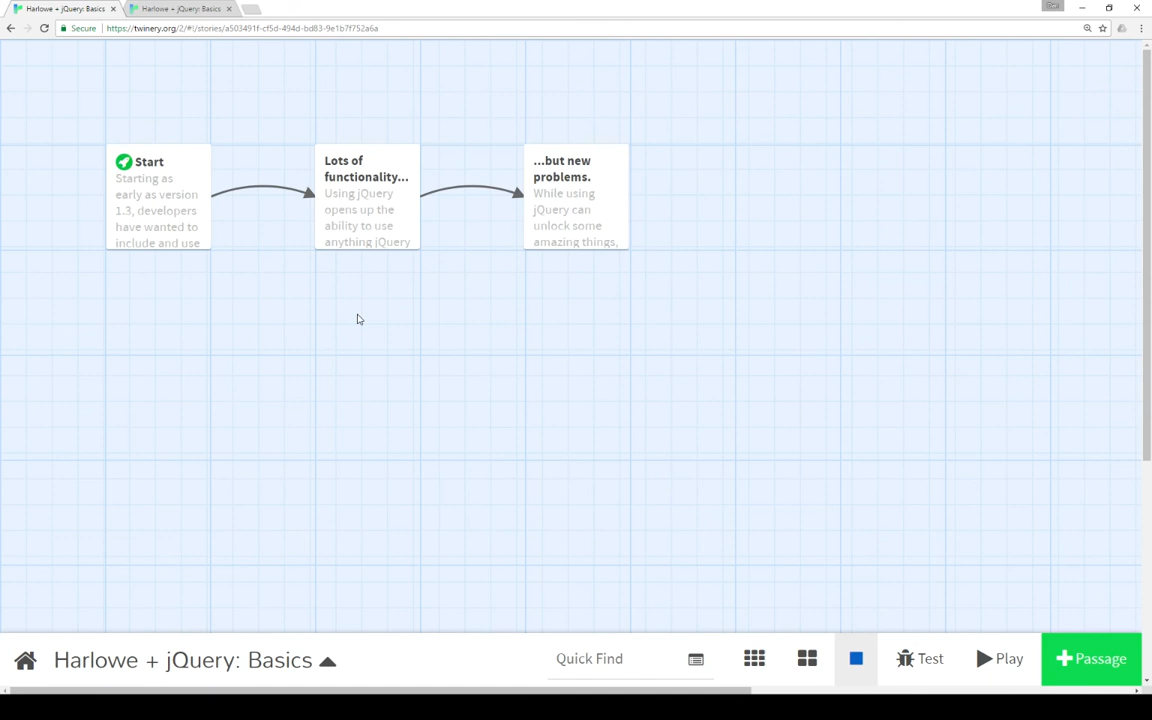 Harlowe + jQuery: Basics
Harlowe + jQuery: Basics
Secure
https://twinery.org/2/#!/stories/a503491f-cf5d-494d-bd83-9e1b7f752a6a
Start
Starting as
early as version
1.3, developers
have wanted to
include and use
Lots of
functionality...
Using jQuery
opens up the
ability to use
anything jQuery
...but new
problems.
While using
jQuery can
unlock some
amazing things,
Harlowe + jQuery: Basics
Quick Find
Test
Play
Passage